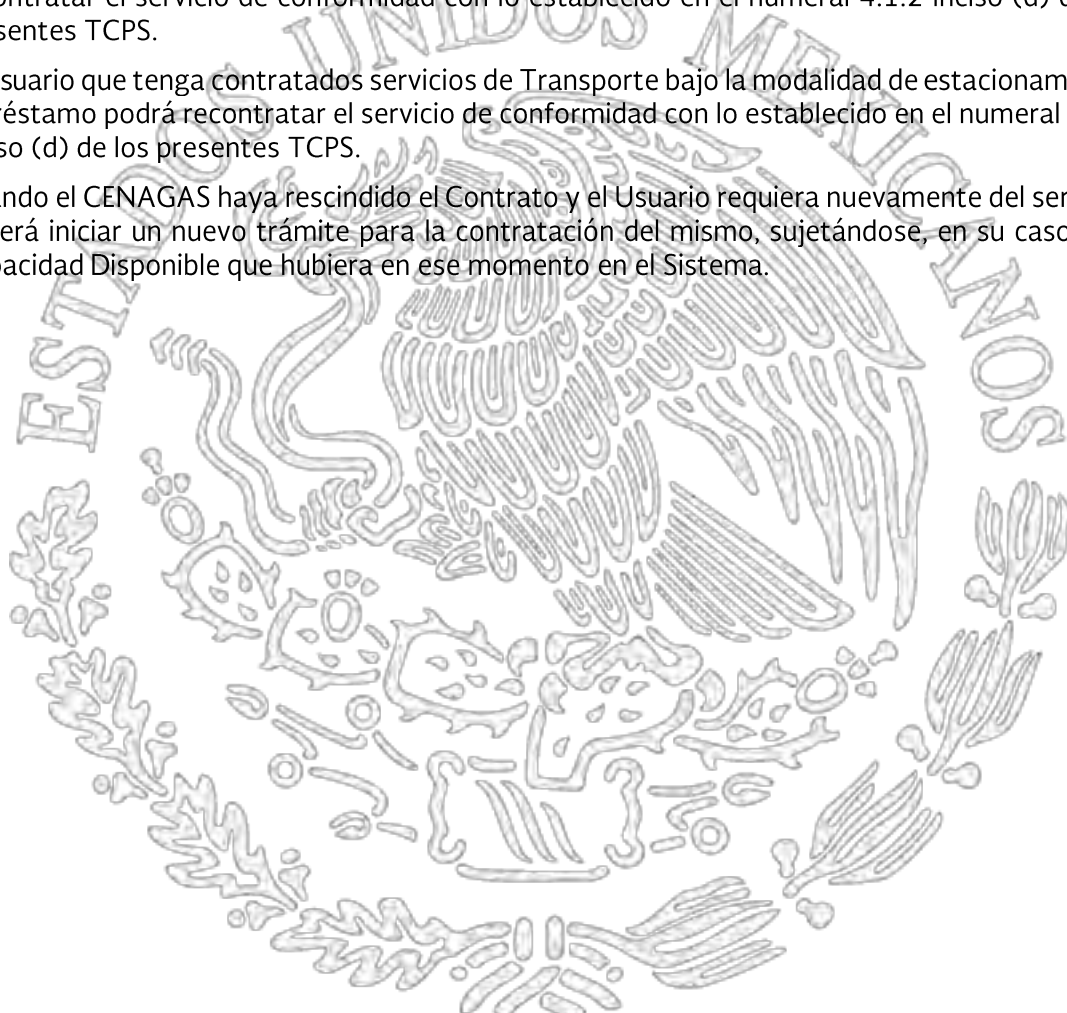 ontratar el servicio de conformidad con lo establecido en el numeral 4.1.2 inciso (d)
sentes TCPS.
suario que tenga contratados servicios de Transporte bajo la modalidad de estacionam
réstamo podrá recontratar el servicio de conformidad con lo establecido en el numeral
so (d) de los presentes TCPS.
ndo el CENAGAS haya rescindido el Contrato y el Usuario requiera nuevamente del ser
erá iniciar un nuevo trámite para la contratación del mismo, sujetándose, en su caso
pacidad Disponible que hubiera en ese momento en el Sistema.
ESTADOS UNIDOS MEXICANOS